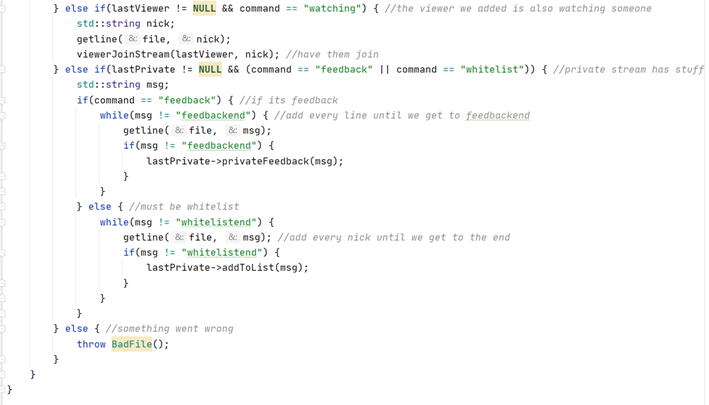 } else if(lastViewer != NULL && command == "watching") { //the viewer we added is also watching someone
std::string nick;
getline( &: file, &: nick);
viewerJoinStream(lastViewer, nick); //have them join
} else if(lastPrivate != NULL && (command == "feedback" || command == "whitelist")) { //private stream has stuff
std::string msg;
if(command == "feedback") { //if its feedback
while(msg != "feedbackend") { //add every line until we get to feedbackend
getline( &: file, &: msg);
if(msg != "feedbackend") {
lastPrivate->privateFeedback(msg);
}
}
} else { //must be whitelist
while(msg != "whitelistend") {
getline( &: file, &: msg); //add every nick until we get to the end
if(msg != "whitelistend") {
lastPrivate->addToList(msg);
}
}
}
} else { //something went wrong
throw BadFile();
}
}
}